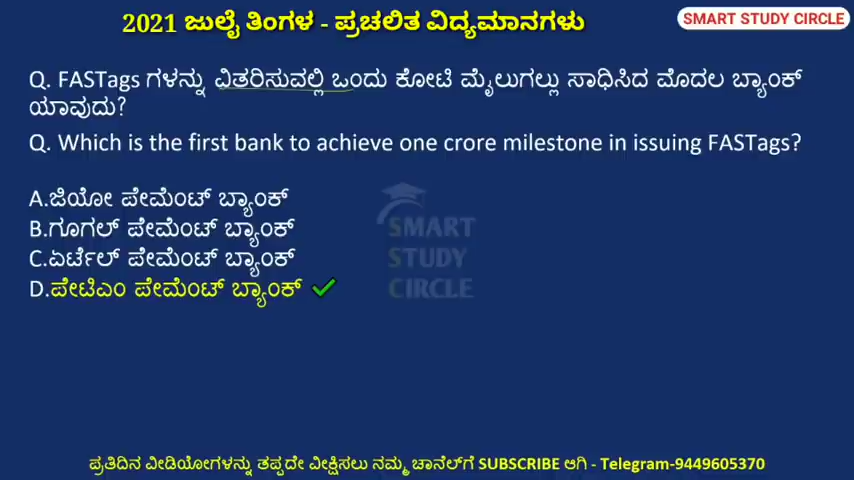 2021 ಜುಲೈ ತಿಂಗಳ - ಪ್ರಚಲಿತ ವಿದ್ಯಮಾನಗಳು
SMART STUDY CIRCLE
Q. FASTags ಗಳನ್ನು ವಿತರಿಸುವಲ್ಲಿ ಒಂದು ಕೋಟಿ ಮೈಲುಗಲ್ಲು ಸಾಧಿಸಿದ ಮೊದಲ ಬ್ಯಾಂಕ್
ಯಾವುದು?
Q. Which is the first bank to achieve one crore milestone in issuing FASTags?
A.ಜಿಯೋ ಪೇಮೆಂಟ್ ಬ್ಯಾಂಕ್
B.ಗೂಗಲ್ ಪೇಮೆಂಟ್ ಬ್ಯಾಂಕ್
C.ಏರ್ಟೆಲ್ ಪೇಮೆಂಟ್ ಬ್ಯಾಂಕ್
D.ಪೇಟಿಎಂ ಪೇಮೆಂಟ್ ಬ್ಯಾಂಕ್
SMART
STUDY
CIRCLE
ಪ್ರತಿದಿನ ವೀಡಿಯೋಗಳನ್ನು ತಪ್ಪದೇ ವೀಕ್ಷಿಸಲು ನಮ್ಮ ಚಾನೆಲ್‌ಗೆ SUBSCRIBE ಆಗಿ - Telegram-9449605370